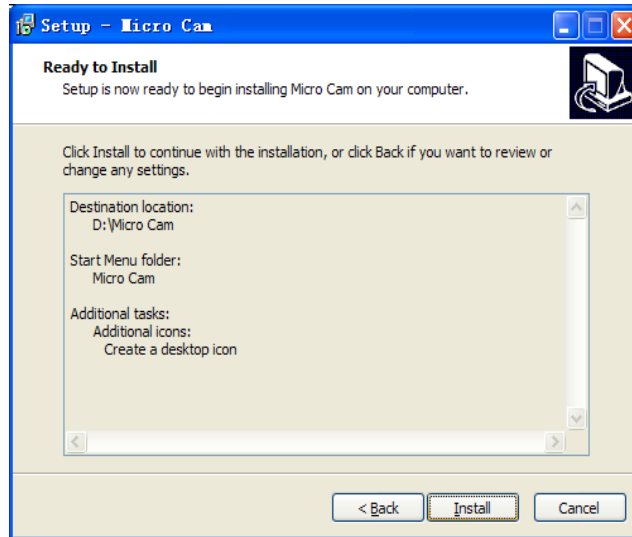 Setup - Micro Cam
Ready to Install
Setup is now ready to begin installing Micro Cam on your computer.
Click Install to continue with the installation, or click Back if you want to review or
change any settings.
Destination location:
D:\Micro Cam
Start Menu folder:
Micro Cam
Additional tasks:
Additional icons:
Create a desktop icon
< Back
Install
Cancel